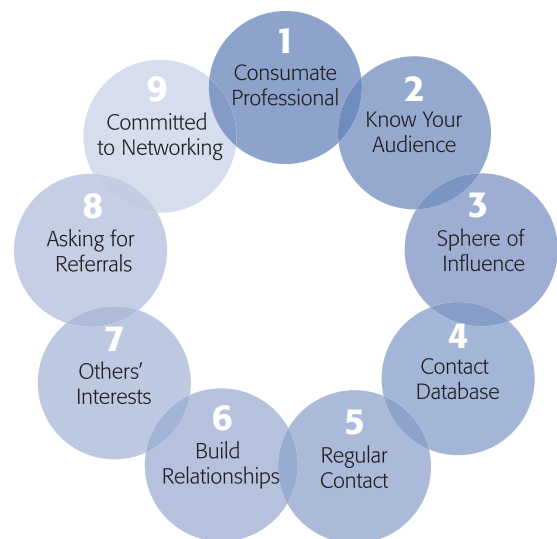 1
Consumate
Professional
2
Know Your
Audience
3
Sphere of
Influence
4
Contact
Database
5
Regular
Contact
6
Build
Relationships
7
Others'
Interests
8
Asking for
Referrals
9
Committed
to Networking